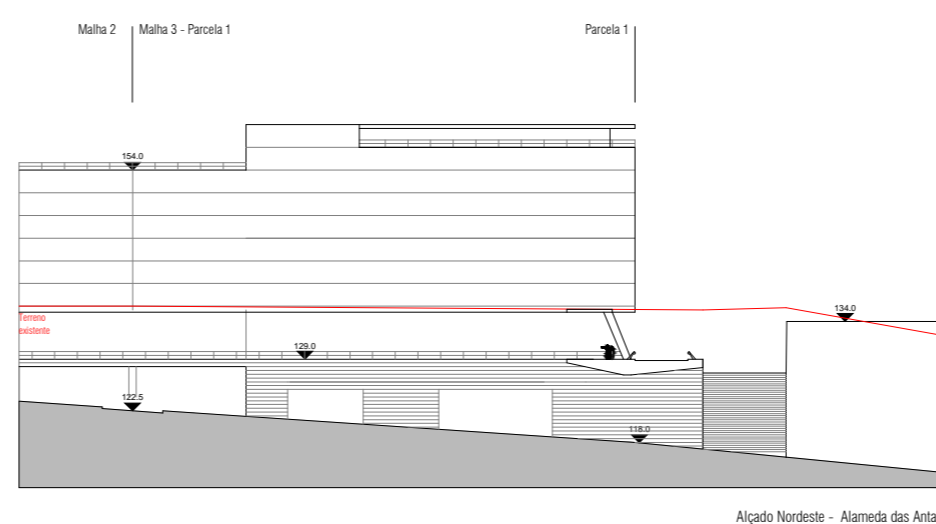 Malha 2
Malha 3 - Parcela 1
Parcela 1
154.0
Terreno
existente
134.0
129.0
122.5
118.0
Alçado Nordeste - Alameda das Anta